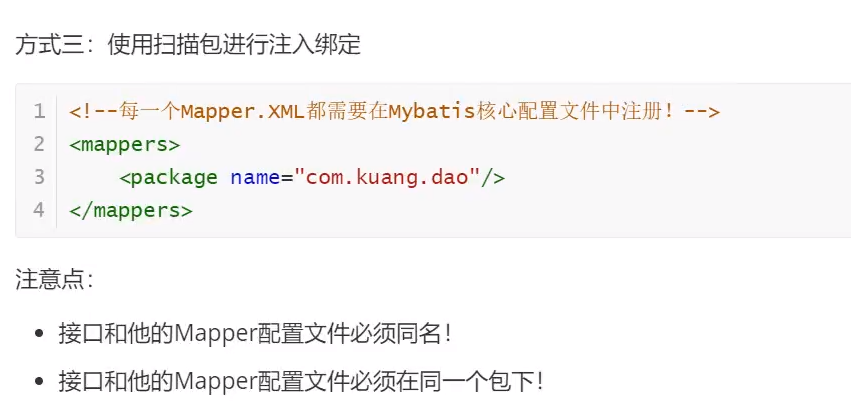 方式三：使用扫描包进行注入绑定
1 <!--每一个Mapper.XML都需要在Mybatis核心配置文件中注册！-->
2 <mappers>
3     <package name="com.kuang.dao"/>
4 </mappers>
注意点：
• 接口和他的Mapper配置文件必须同名！
• 接口和他的Mapper配置文件必须在同一个包下！